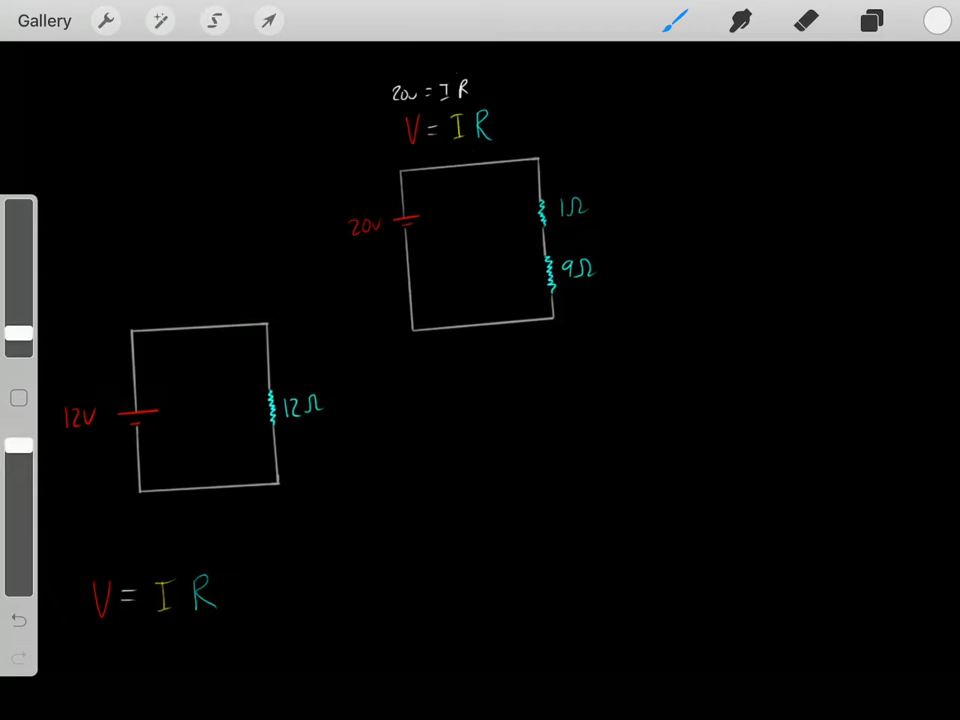 Gallery
20v = I R
V = I R
20v
1Ω
9Ω
12V
12Ω
V = I R